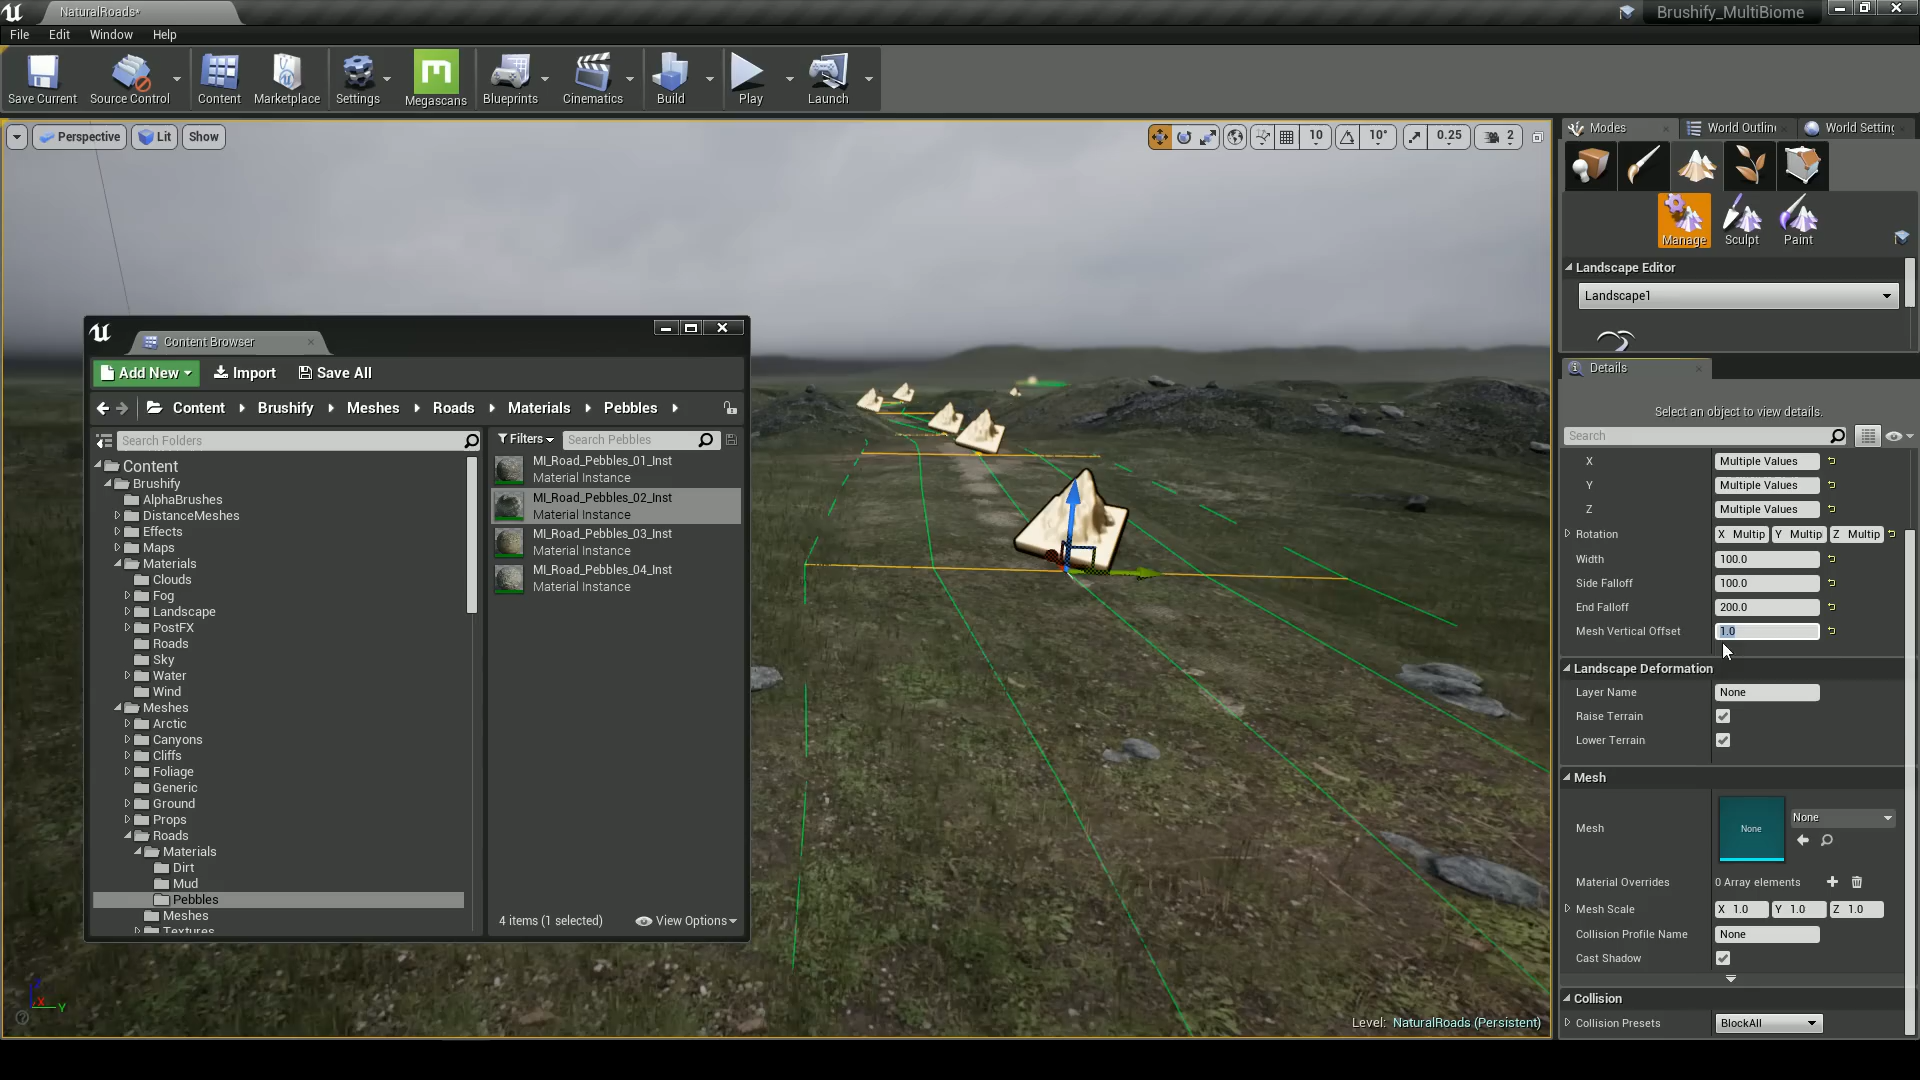 NaturalRoads*
Brushify_MultiBiome
File Edit Window Help
Save Current
Source Control
Content
Marketplace
Settings
Megascans
Blueprints
Cinematics
Build
Play
Launch
Perspective
Lit
Show
10
10°
0.25
2
Modes
World Outlin
World Setting
Manage
Sculpt
Paint
Landscape Editor
Landscape1
Details
Select an object to view details.
Search
X Multiple Values
Y Multiple Values
Z Multiple Values
Rotation X Multip Y Multip Z Multip
Width 100.0
Side Falloff 100.0
End Falloff 200.0
Mesh Vertical Offset 1.0
Landscape Deformation
Layer Name None
Raise Terrain
Lower Terrain
Mesh
Mesh None None
Material Overrides 0 Array elements
Mesh Scale X 1.0 Y 1.0 Z 1.0
Collision Profile Name None
Cast Shadow
Collision
Collision Presets BlockAll
Content Browser
Add New Import Save All
Content Brushify Meshes Roads Materials Pebbles
Search Folders
Content
Brushify
AlphaBrushes
DistanceMeshes
Effects
Maps
Materials
Clouds
Fog
Landscape
PostFX
Roads
Sky
Water
Wind
Meshes
Arctic
Canyons
Cliffs
Foliage
Generic
Ground
Props
Roads
Materials
Dirt
Mud
Pebbles
Meshes
Textures
Filters Search Pebbles
MI_Road_Pebbles_01_Inst
Material Instance
MI_Road_Pebbles_02_Inst
Material Instance
MI_Road_Pebbles_03_Inst
Material Instance
MI_Road_Pebbles_04_Inst
Material Instance
4 items (1 selected) View Options
Z
X
Y
Level: NaturalRoads (Persistent)